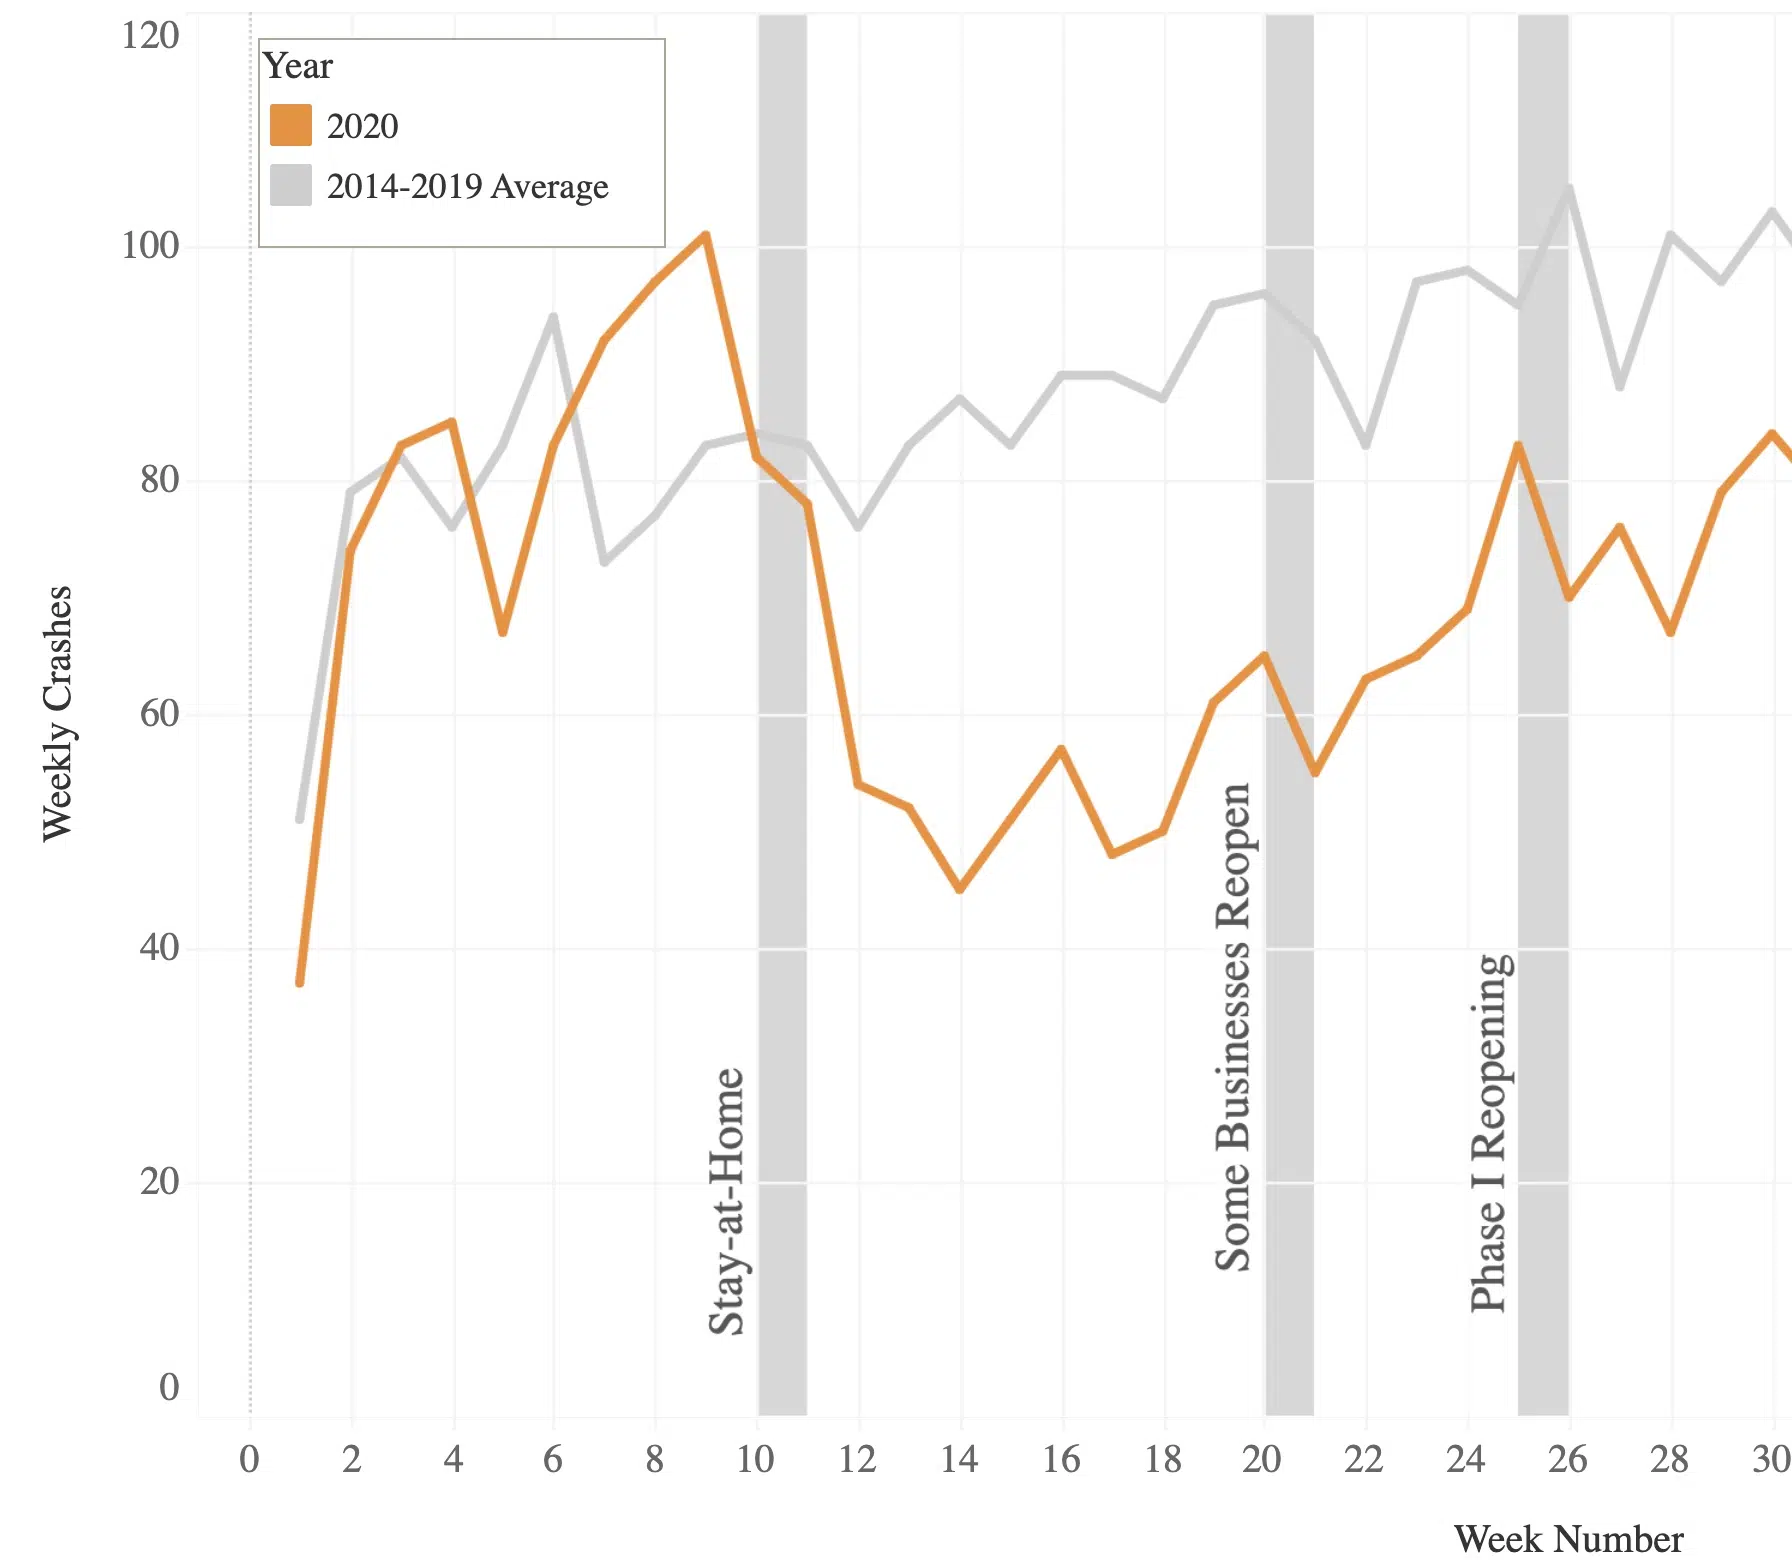 120
100
80
60
40
20
0
Weekly Crashes
Year
2020
2014-2019 Average
Stay-at-Home
Some Businesses Reopen
Phase I Reopening
0 2 4 6 8 10 12 14 16 18 20 22 24 26 28 30
Week Number